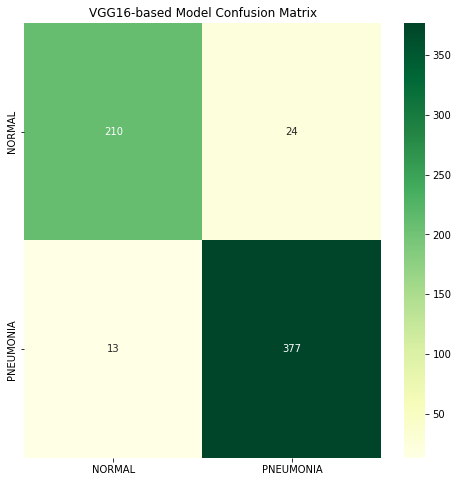 VGG16-based Model Confusion Matrix
NORMAL
210
24
PNEUMONIA
13
377
NORMAL
PNEUMONIA
350
300
250
200
150
100
50